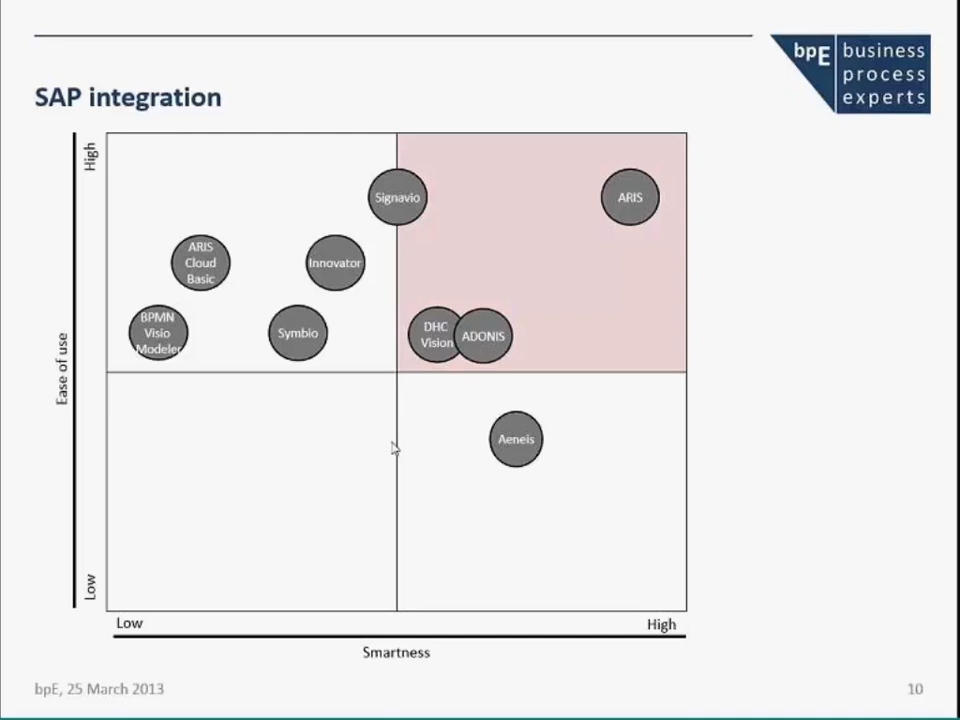 bpE business
process
experts
SAP integration
High
Signavio
ARIS
ARIS
Cloud
Basic
Innovator
BPMN
Visio
Modeler
Symbio
DHC
Vision
ADONIS
Ease of use
Aeneis
Low
Low
High
Smartness
bpE, 25 March 2013
10